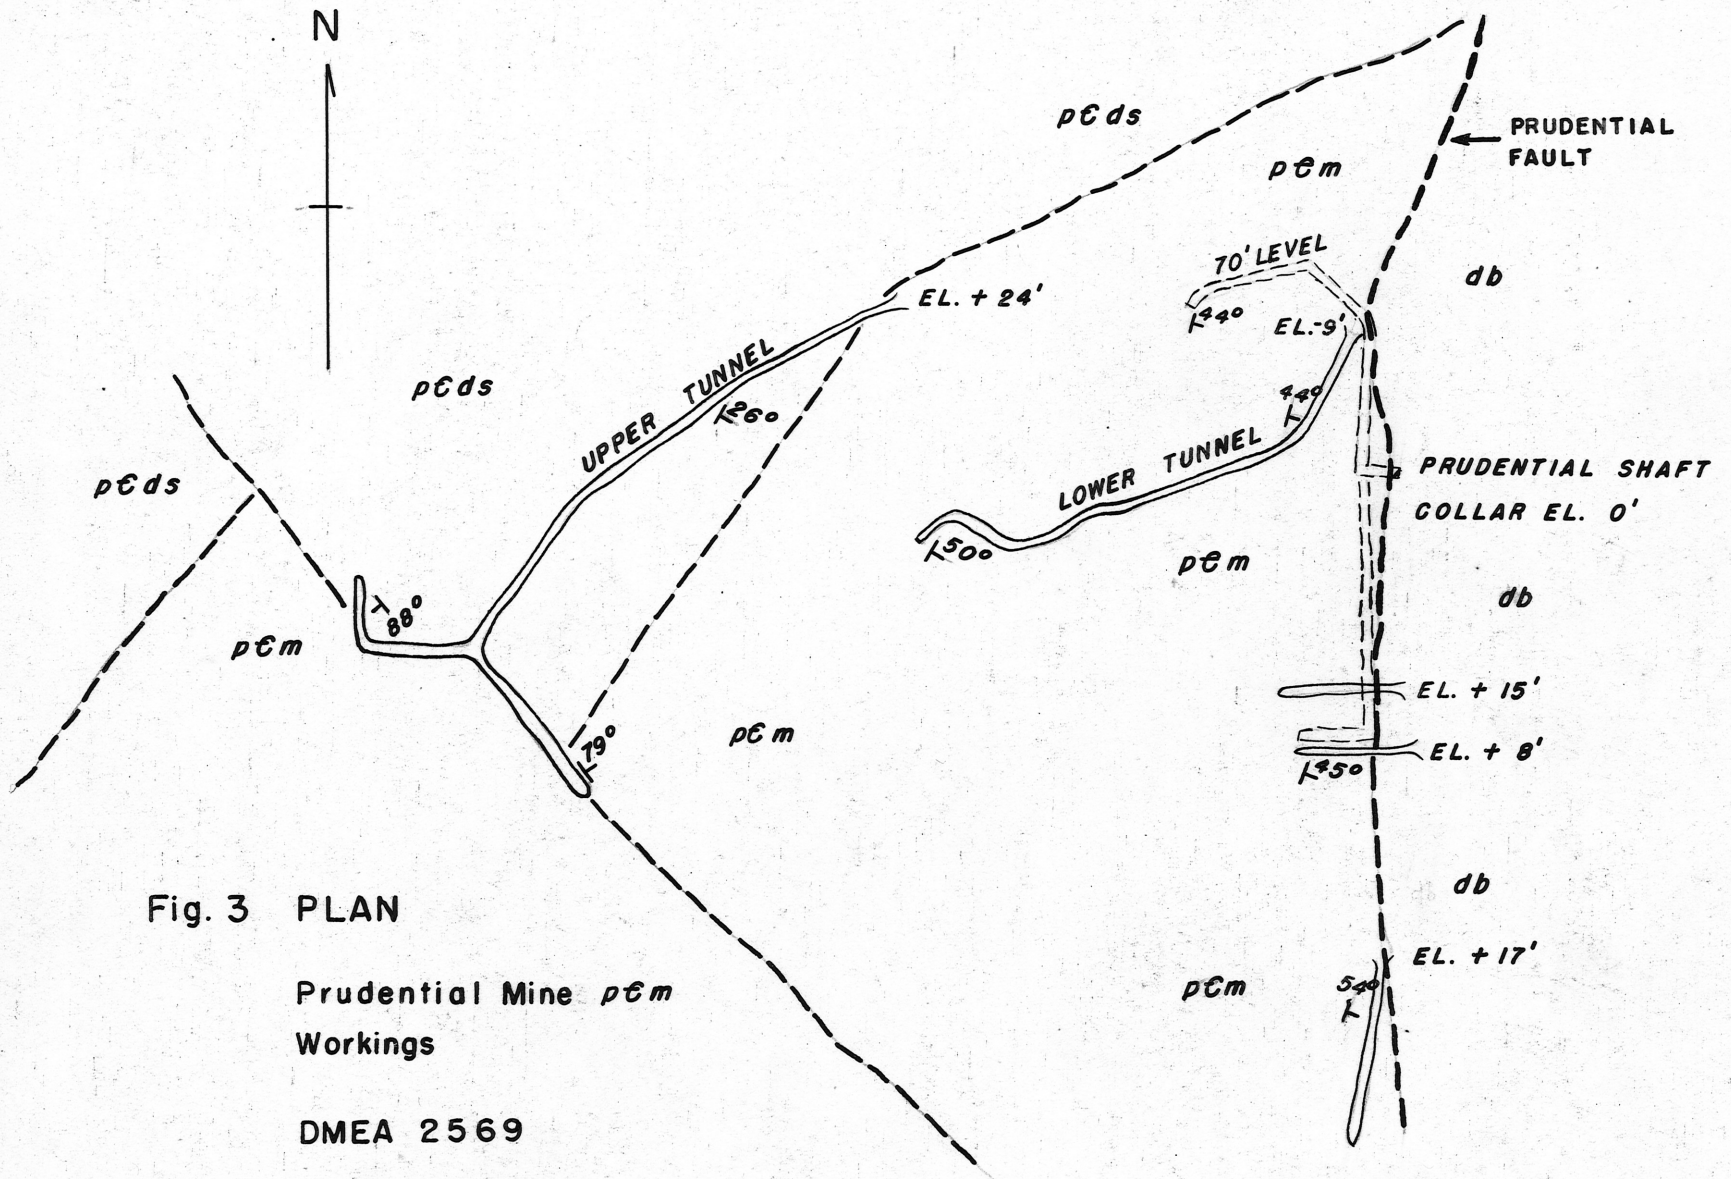 N
pЄds
PRUDENTIAL
FAULT
pЄm
70' LEVEL
db
EL. + 24'
44°
EL.-9'
UPPER TUNNEL
26°
pЄds
44°
LOWER TUNNEL
PRUDENTIAL SHAFT
COLLAR EL. 0'
pЄds
50°
pЄm
db
88°
pЄm
EL. + 15'
79°
pЄm
EL. + 8'
45°
db
Fig. 3 PLAN
EL. + 17'
54°
pЄm
Prudential Mine pЄm
Workings
DMEA 2569